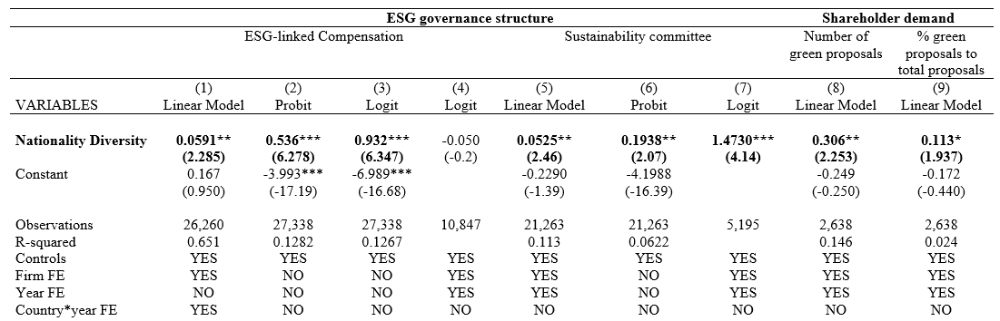 ESG governance structure Shareholder demand
ESG-linked Compensation Sustainability committee Number of green proposals % green proposals to total proposals
(1) (2) (3) (4) (5) (6) (7) (8) (9)
VARIABLES Linear Model Probit Logit Logit Linear Model Probit Logit Linear Model Linear Model
Nationality Diversity 0.0591** 0.536*** 0.932*** -0.050 0.0525** 0.1938** 1.4730*** 0.306** 0.113*
(2.285) (6.278) (6.347) (-0.2) (2.46) (2.07) (4.14) (2.253) (1.937)
Constant 0.167 -3.993*** -6.989*** -0.2290 -4.1988 -0.249 -0.172
(0.950) (-17.19) (-16.68) (-1.39) (-16.39) (-0.250) (-0.440)
Observations 26,260 27,338 27,338 10,847 21,263 21,263 5,195 2,638 2,638
R-squared 0.651 0.1282 0.1267 0.113 0.0622 0.146 0.024
Controls YES YES YES YES YES YES YES YES YES
Firm FE YES NO NO YES YES NO YES YES YES
Year FE NO NO NO YES YES NO YES YES YES
Country*year FE YES NO NO NO NO NO NO NO NO